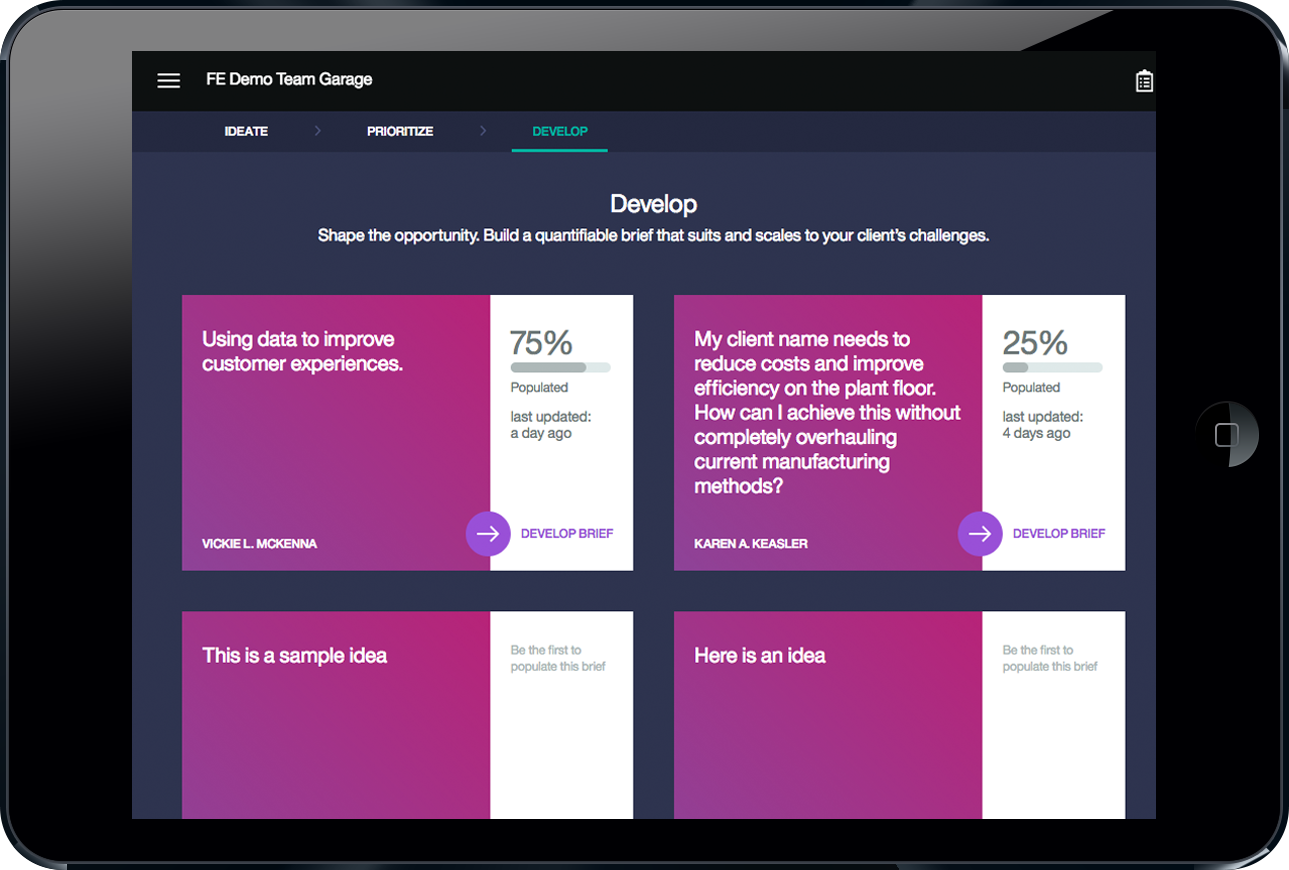 FE Demo Team Garage
IDEATE
PRIORITIZE
DEVELOP
Develop
Shape the opportunity. Build a quantifiable brief that suits and scales to your client's challenges.
Using data to improve
customer experiences.
VICKIE L. MCKENNA
75%
Populated
last updated:
a day ago
DEVELOP BRIEF
My client name needs to
reduce costs and improve
efficiency on the plant floor.
How can I achieve this without
completely overhauling
current manufacturing
methods?
KAREN A. KEASLER
25%
Populated
last updated:
4 days ago
DEVELOP BRIEF
This is a sample idea
Be the first to
populate this brief
Here is an idea
Be the first to
populate this brief